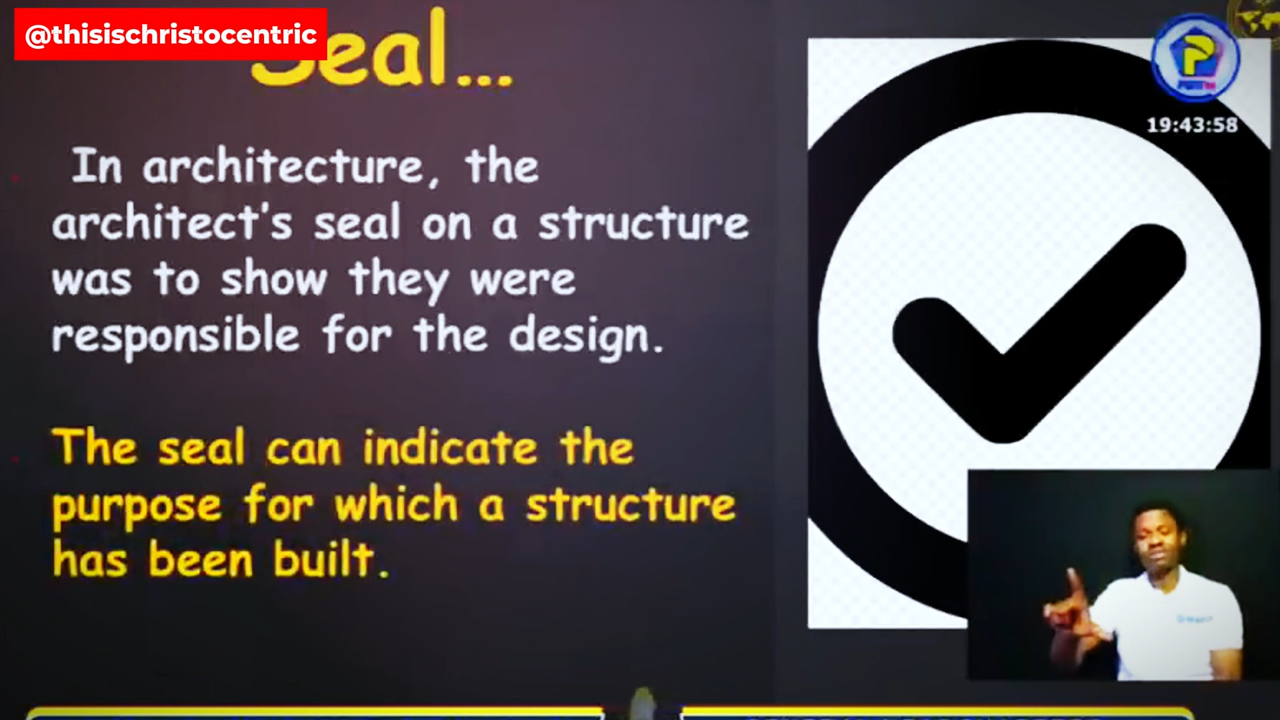 @thisischristocentric
Seal...
19:43:58
In architecture, the
architect's seal on a structure
was to show they were
responsible for the design.
The seal can indicate the
purpose for which a structure
has been built.